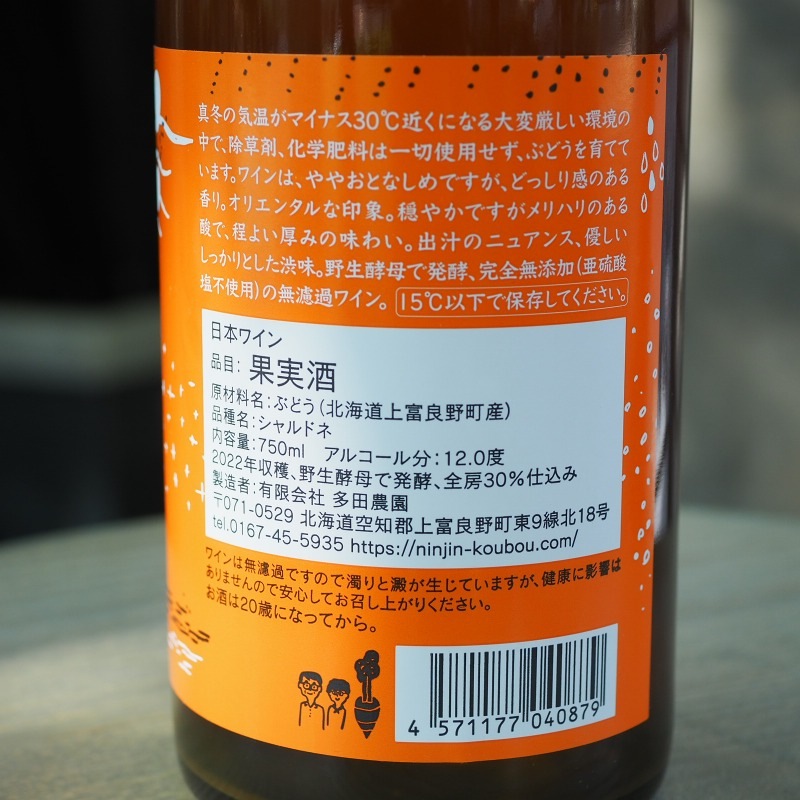 真冬の気温がマイナス30℃近くになる大変厳しい環境の
中で、除草剤、化学肥料は一切使用せず、ぶどうを育てて
います。ワインは、ややおとなしめですが、どっしり感のある
香り。オリエンタルな印象。穏やかですがメリハリのある
酸で、程よい厚みの味わい。出汁のニュアンス、優しい
しっかりとした渋味。野生酵母で発酵、完全無添加(亜硫酸
塩不使用)の無濾過ワイン。 15℃以下で保存してください。
日本ワイン
品目: 果実酒
原材料名:ぶどう(北海道上富良野町産)
品種名:シャルドネ
内容量:750ml アルコール分:12.0度
2022年収穫、野生酵母で発酵、全房30%仕込み
製造者:有限会社 多田農園
〒071-0529 北海道空知郡上富良野町東9線北18号
tel.0167-45-5935 https://ninjin-koubou.com/
ワインは無濾過ですので濁りと澱が生じていますが、健康に影響は
ありませんので安心してお召し上がりください。
お酒は20歳になってから。
4 571177 040879